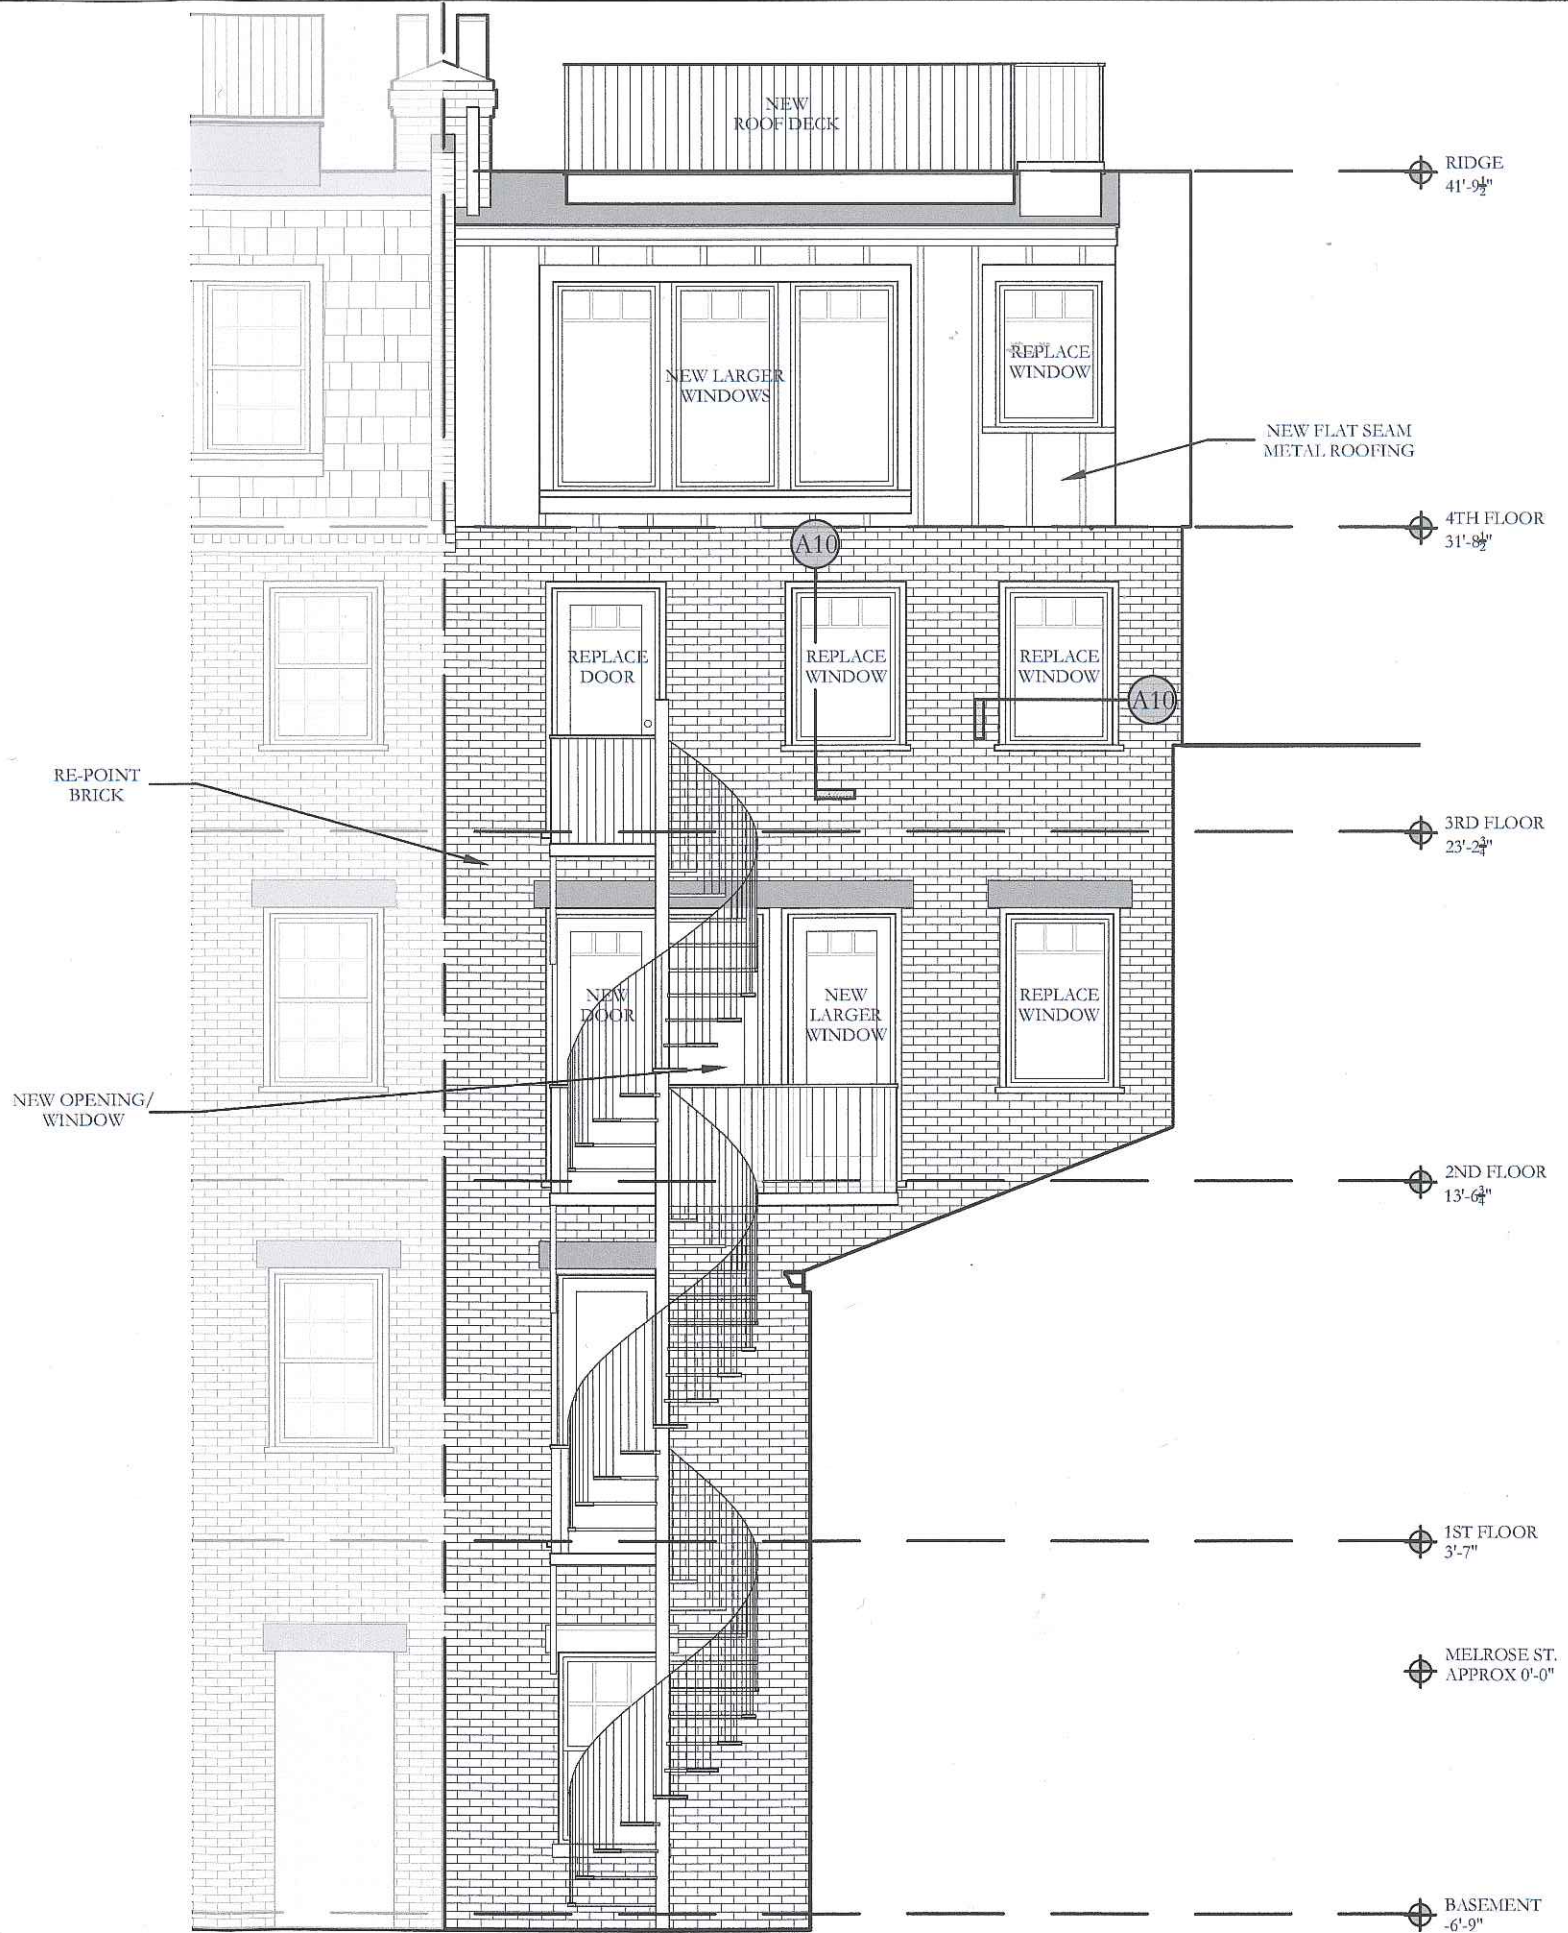 NEW
ROOF DECK
RIDGE
41'-9½"
NEW LARGER
WINDOWS
REPLACE
WINDOW
NEW FLAT SEAM
METAL ROOFING
4TH FLOOR
31'-8½"
A10
REPLACE
DOOR
REPLACE
WINDOW
REPLACE
WINDOW
A10
RE-POINT
BRICK
3RD FLOOR
23'-2¾"
NEW
DOOR
NEW
LARGER
WINDOW
REPLACE
WINDOW
NEW OPENING/
WINDOW
2ND FLOOR
13'-6¾"
1ST FLOOR
3'-7"
MELROSE ST.
APPROX 0'-0"
BASEMENT
-6'-9"